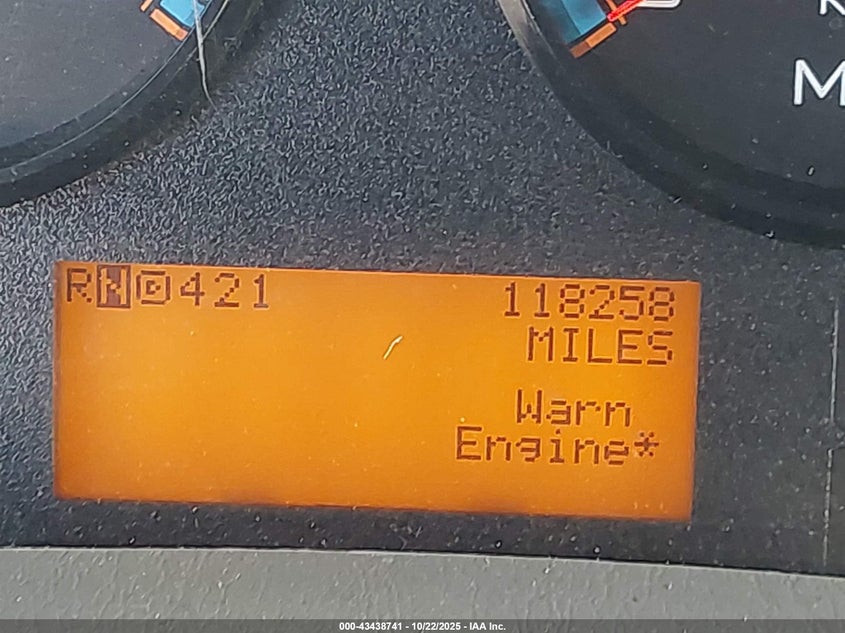 M
RN⊡421
118258
MILES
Warn
Engine*
000-43438741 - 10/22/2025 - IAA Inc.